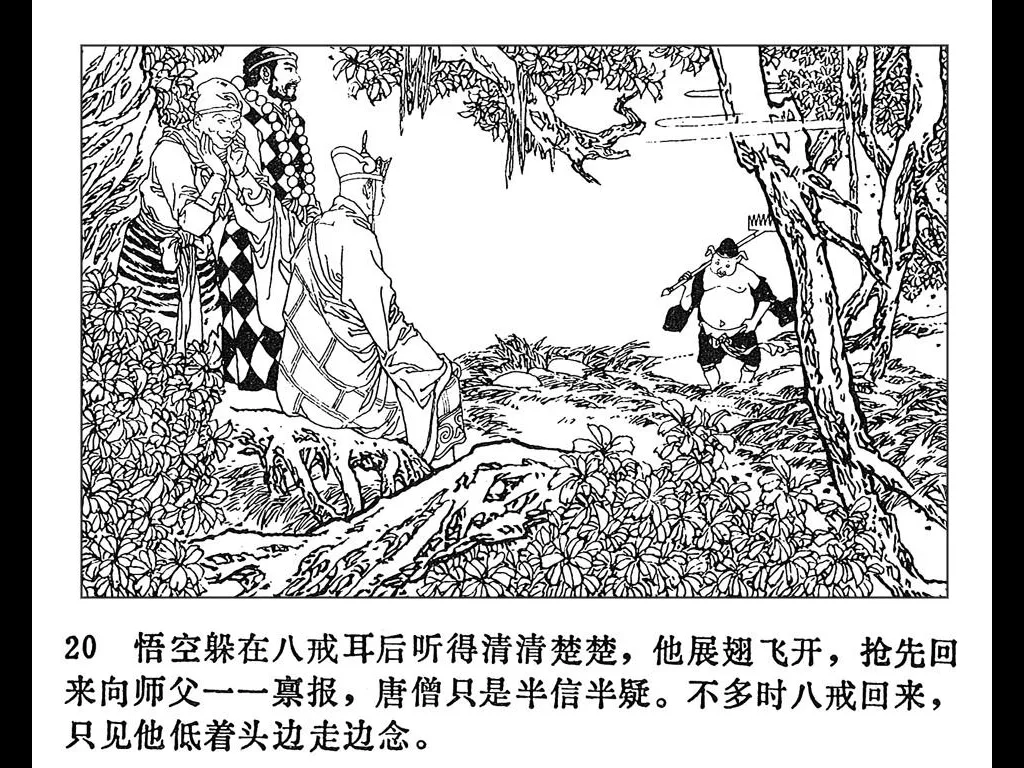 20 悟空躲在八戒耳后听得清清楚楚，他展翅飞开，抢先回
来向师父一一禀报，唐僧只是半信半疑。不多时八戒回来，
只见他低着头边走边念。